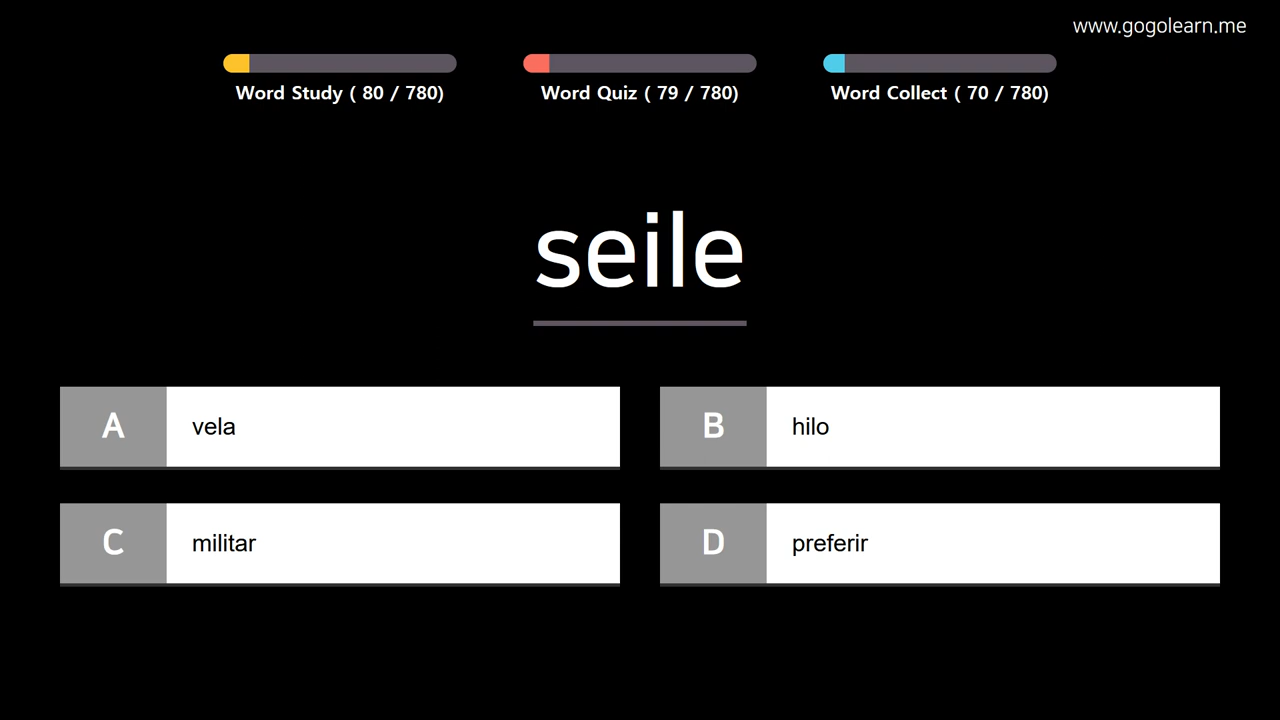 www.gogolearn.me
Word Study ( 80 / 780)
Word Quiz ( 79 / 780)
Word Collect ( 70 / 780)
seile
A vela
B hilo
C militar
D preferir